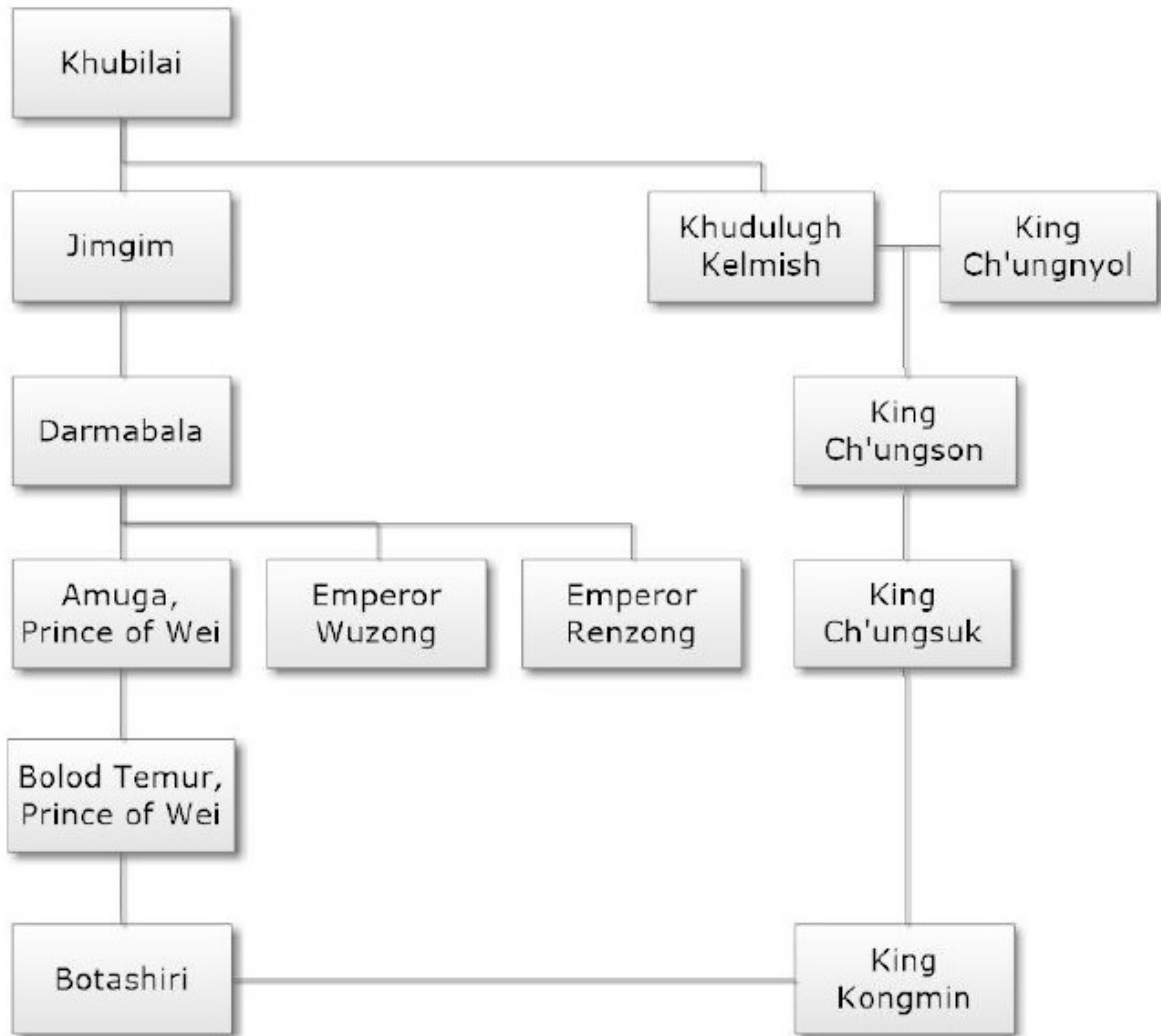 Khubilai
Jimgim
Khudulugh
Kelmish
King
Ch'ungnyol
Darmabala
King
Ch'ungson
Amuga,
Prince of Wei
Emperor
Wuzong
Emperor
Renzong
King
Ch'ungsuk
Bolod Temur,
Prince of Wei
Botashiri
King
Kongmin